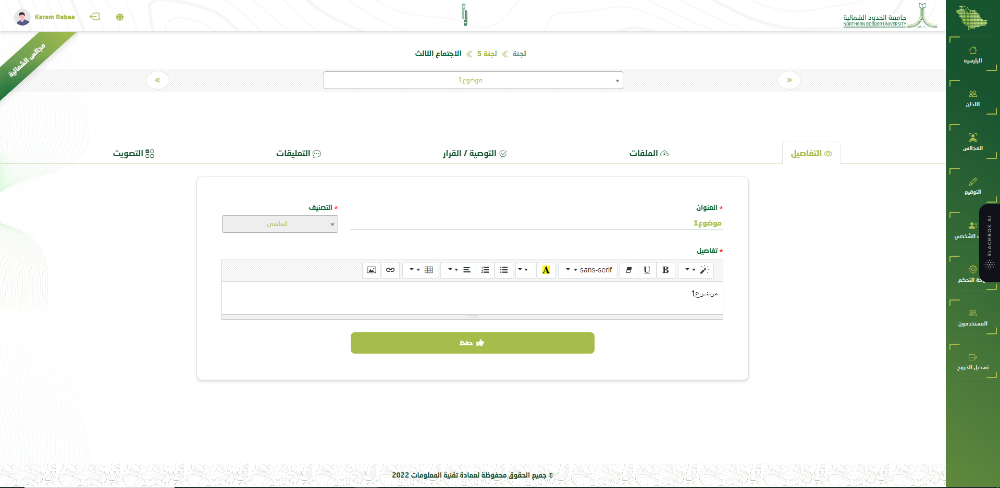 Karam Rabea
جامعة الحدود الشمالية
NORTHERN BORDER UNIVERSITY
مجالس الشمالية
لجنة » لجنة 5 » الاجتماع الثالث
موضوع1
التفاصيل
الملفات
التوصية / القرار
التعليقات
التصويت
* العنوان
موضوع1
* التصنيف
اساسى
* تفاصيل
B U sans-serif A
موضوع1
حفظ
© جميع الحقوق محفوظة لعمادة تقنية المعلومات 2022
الرئيسية
اللجان
المجالس
التوقيع
الشخصي
التحكم
المستخدمون
تسجيل الخروج
BLACKBOX AI